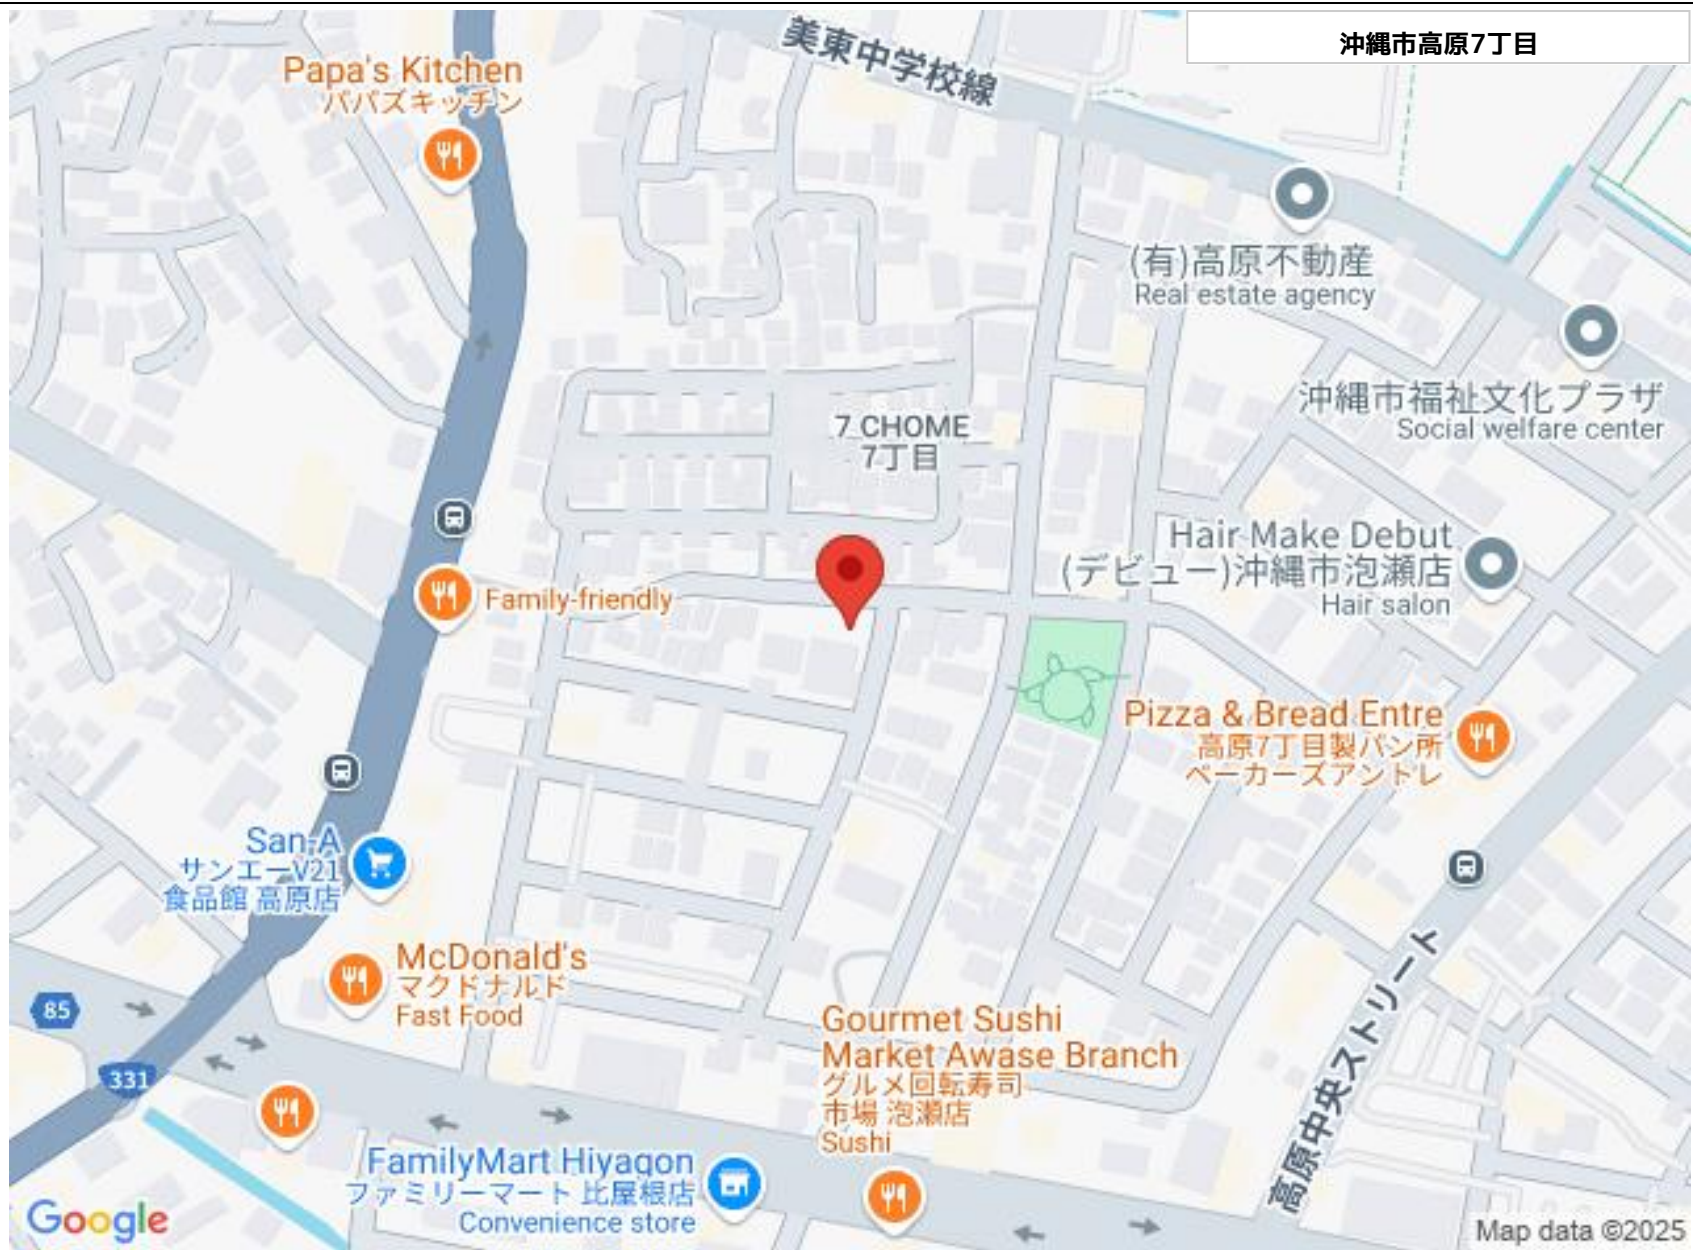 沖縄市高原7丁目
美東中学校線
Papa's Kitchen
パパズキッチン
(有)高原不動産
Real estate agency
沖縄市福祉文化プラザ
Social welfare center
7 CHOME
7丁目
Hair Make Debut
(デビュー)沖縄市泡瀬店
Hair salon
Family-friendly
Pizza & Bread Entre
高原7丁目製パン所
ベーカーズアントレ
San-A
サンエーV21
食品館 高原店
McDonald's
マクドナルド
Fast Food
85
331
Gourmet Sushi
Market Awase Branch
グルメ回転寿司
市場 泡瀬店
Sushi
高原中央ストリート
FamilyMart Hiyagon
ファミリーマート 比屋根店
Convenience store
Google
Map data ©2025